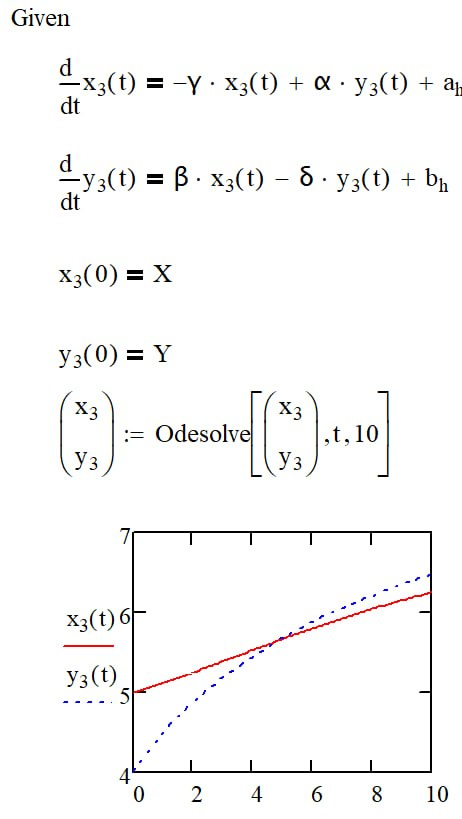 Given
d/dt x₃(t) = −γ · x₃(t) + α · y₃(t) + aₕ
d/dt y₃(t) = β · x₃(t) − δ · y₃(t) + bₕ
x₃(0) = X
y₃(0) = Y
(x₃ y₃) := Odesolve[(x₃ y₃), t, 10]
7
x₃(t) 6
y₃(t) 5
4
0 2 4 6 8 10